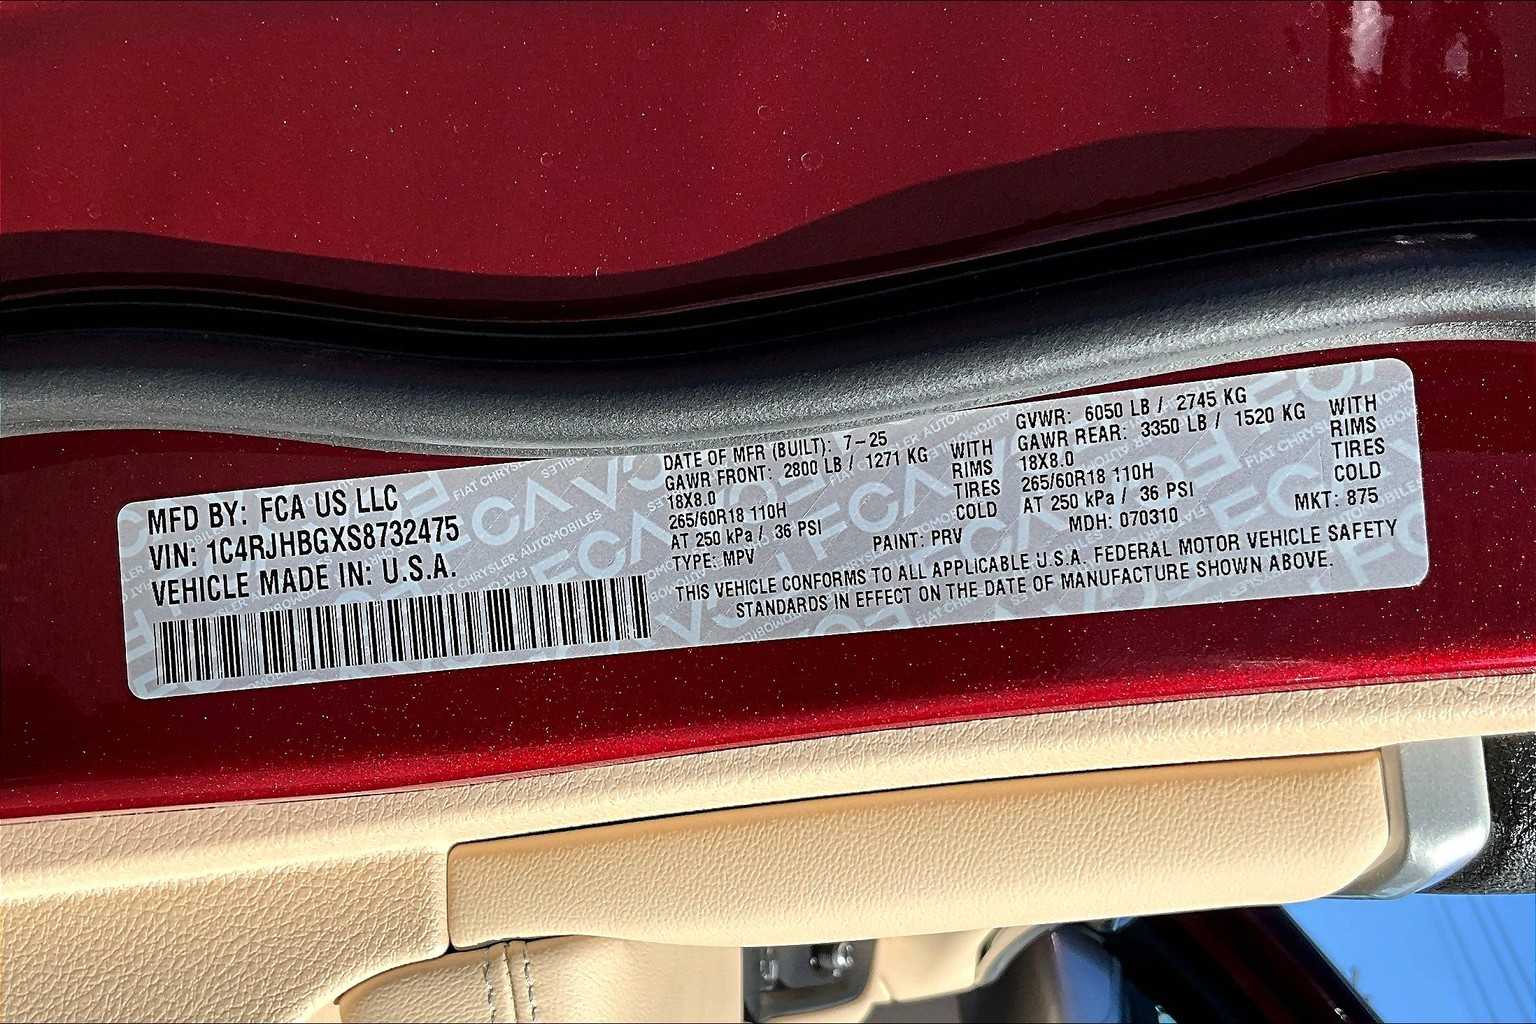 MFD BY: FCA US LLC
VIN: 1C4RJHBGXS8732475
VEHICLE MADE IN: U.S.A.
DATE OF MFR (BUILT): 7-25
GAWR FRONT: 2800 LB / 1271 KG WITH
18X8.0 RIMS
265/60R18 110H TIRES
AT 250 kPa / 36 PSI COLD
TYPE: MPV PAINT: PRV
GVWR: 6050 LB / 2745 KG
GAWR REAR: 3350 LB / 1520 KG WITH
18X8.0 RIMS
265/60R18 110H TIRES
AT 250 kPa / 36 PSI COLD
MDH: 070310 MKT: 875
THIS VEHICLE CONFORMS TO ALL APPLICABLE U.S.A. FEDERAL MOTOR VEHICLE SAFETY
STANDARDS IN EFFECT ON THE DATE OF MANUFACTURE SHOWN ABOVE.